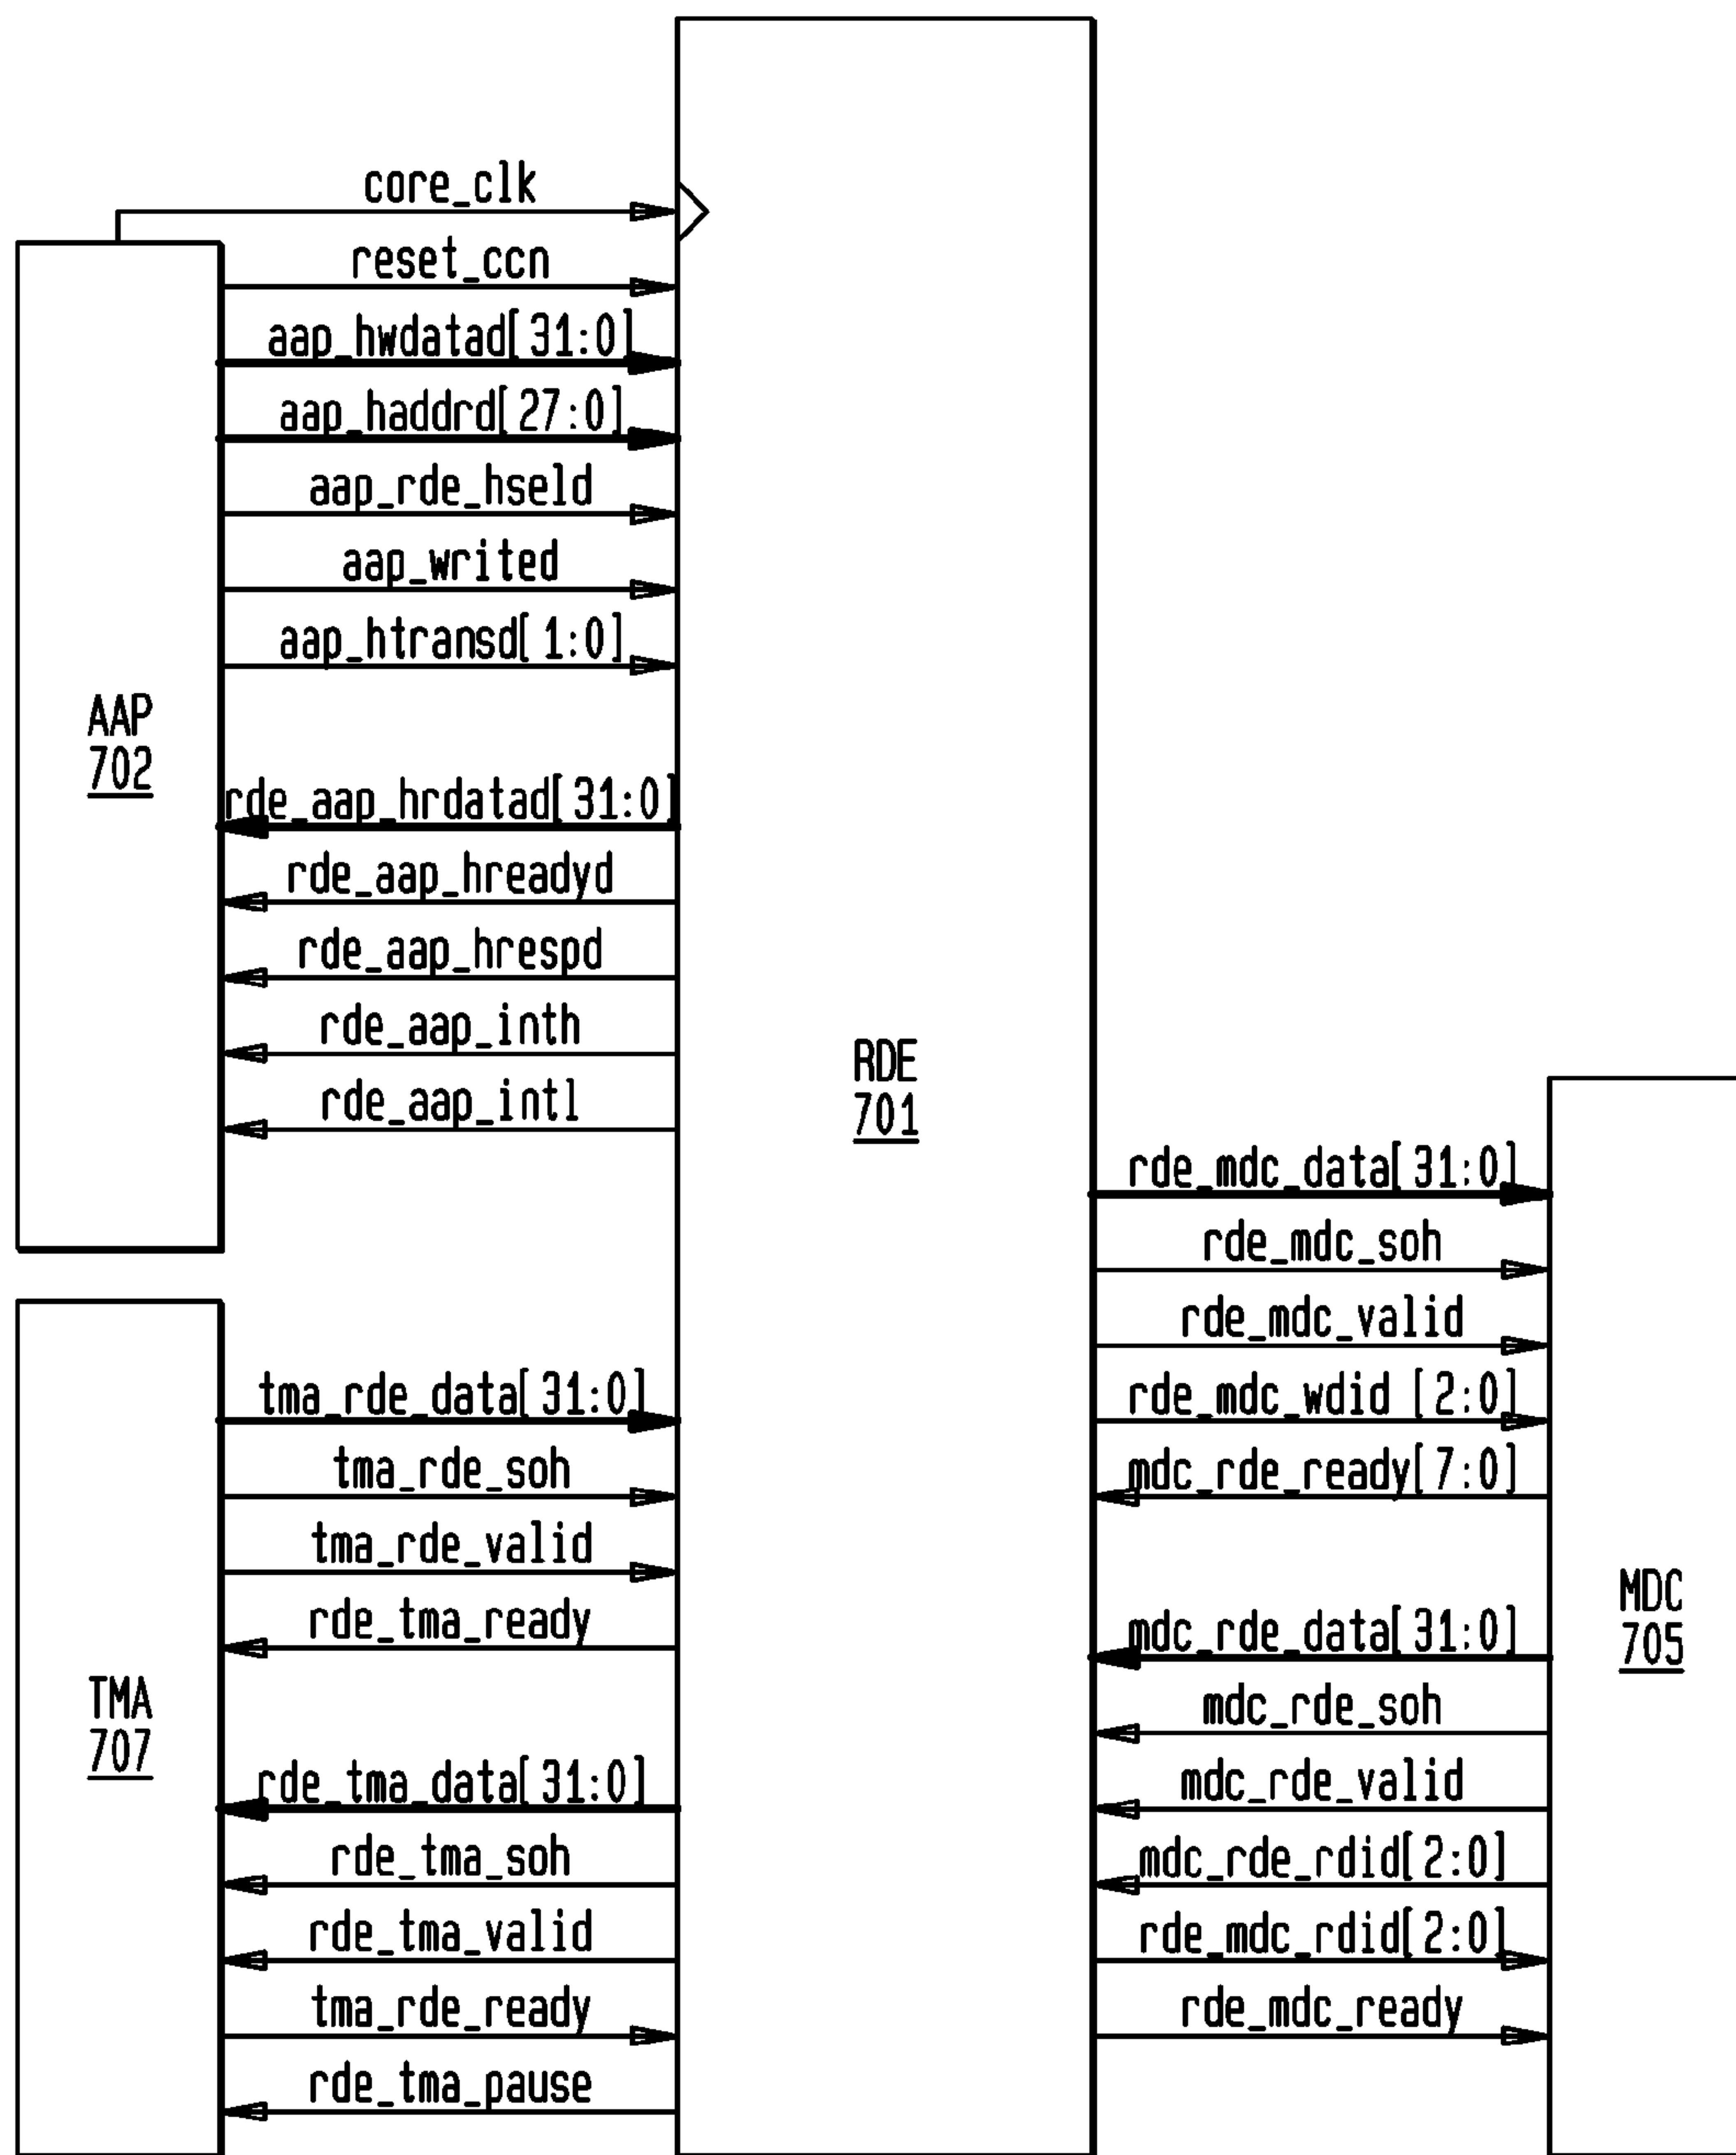 core_clk
reset_ccn
aap_hwdatad[31:0]
aap_haddrd[27:0]
aap_rde_hseld
aap_writed
aap_htransd[1:0]
AAP
702
rde_aap_hrdatad[31:0]
rde_aap_hreadyd
rde_aap_hrespd
rde_aap_inth
rde_aap_intl
tma_rde_data[31:0]
tma_rde_soh
tma_rde_valid
rde_tma_ready
TMA
707
rde_tma_data[31:0]
rde_tma_soh
rde_tma_valid
tma_rde_ready
rde_tma_pause
RDE
701
rde_mdc_data[31:0]
rde_mdc_soh
rde_mdc_valid
rde_mdc_wdid [2:0]
mdc_rde_ready[7:0]
mdc_rde_data[31:0]
mdc_rde_soh
mdc_rde_valid
mdc_rde_rdid[2:0]
rde_mdc_rdid[2:0]
rde_mdc_ready
MDC
705